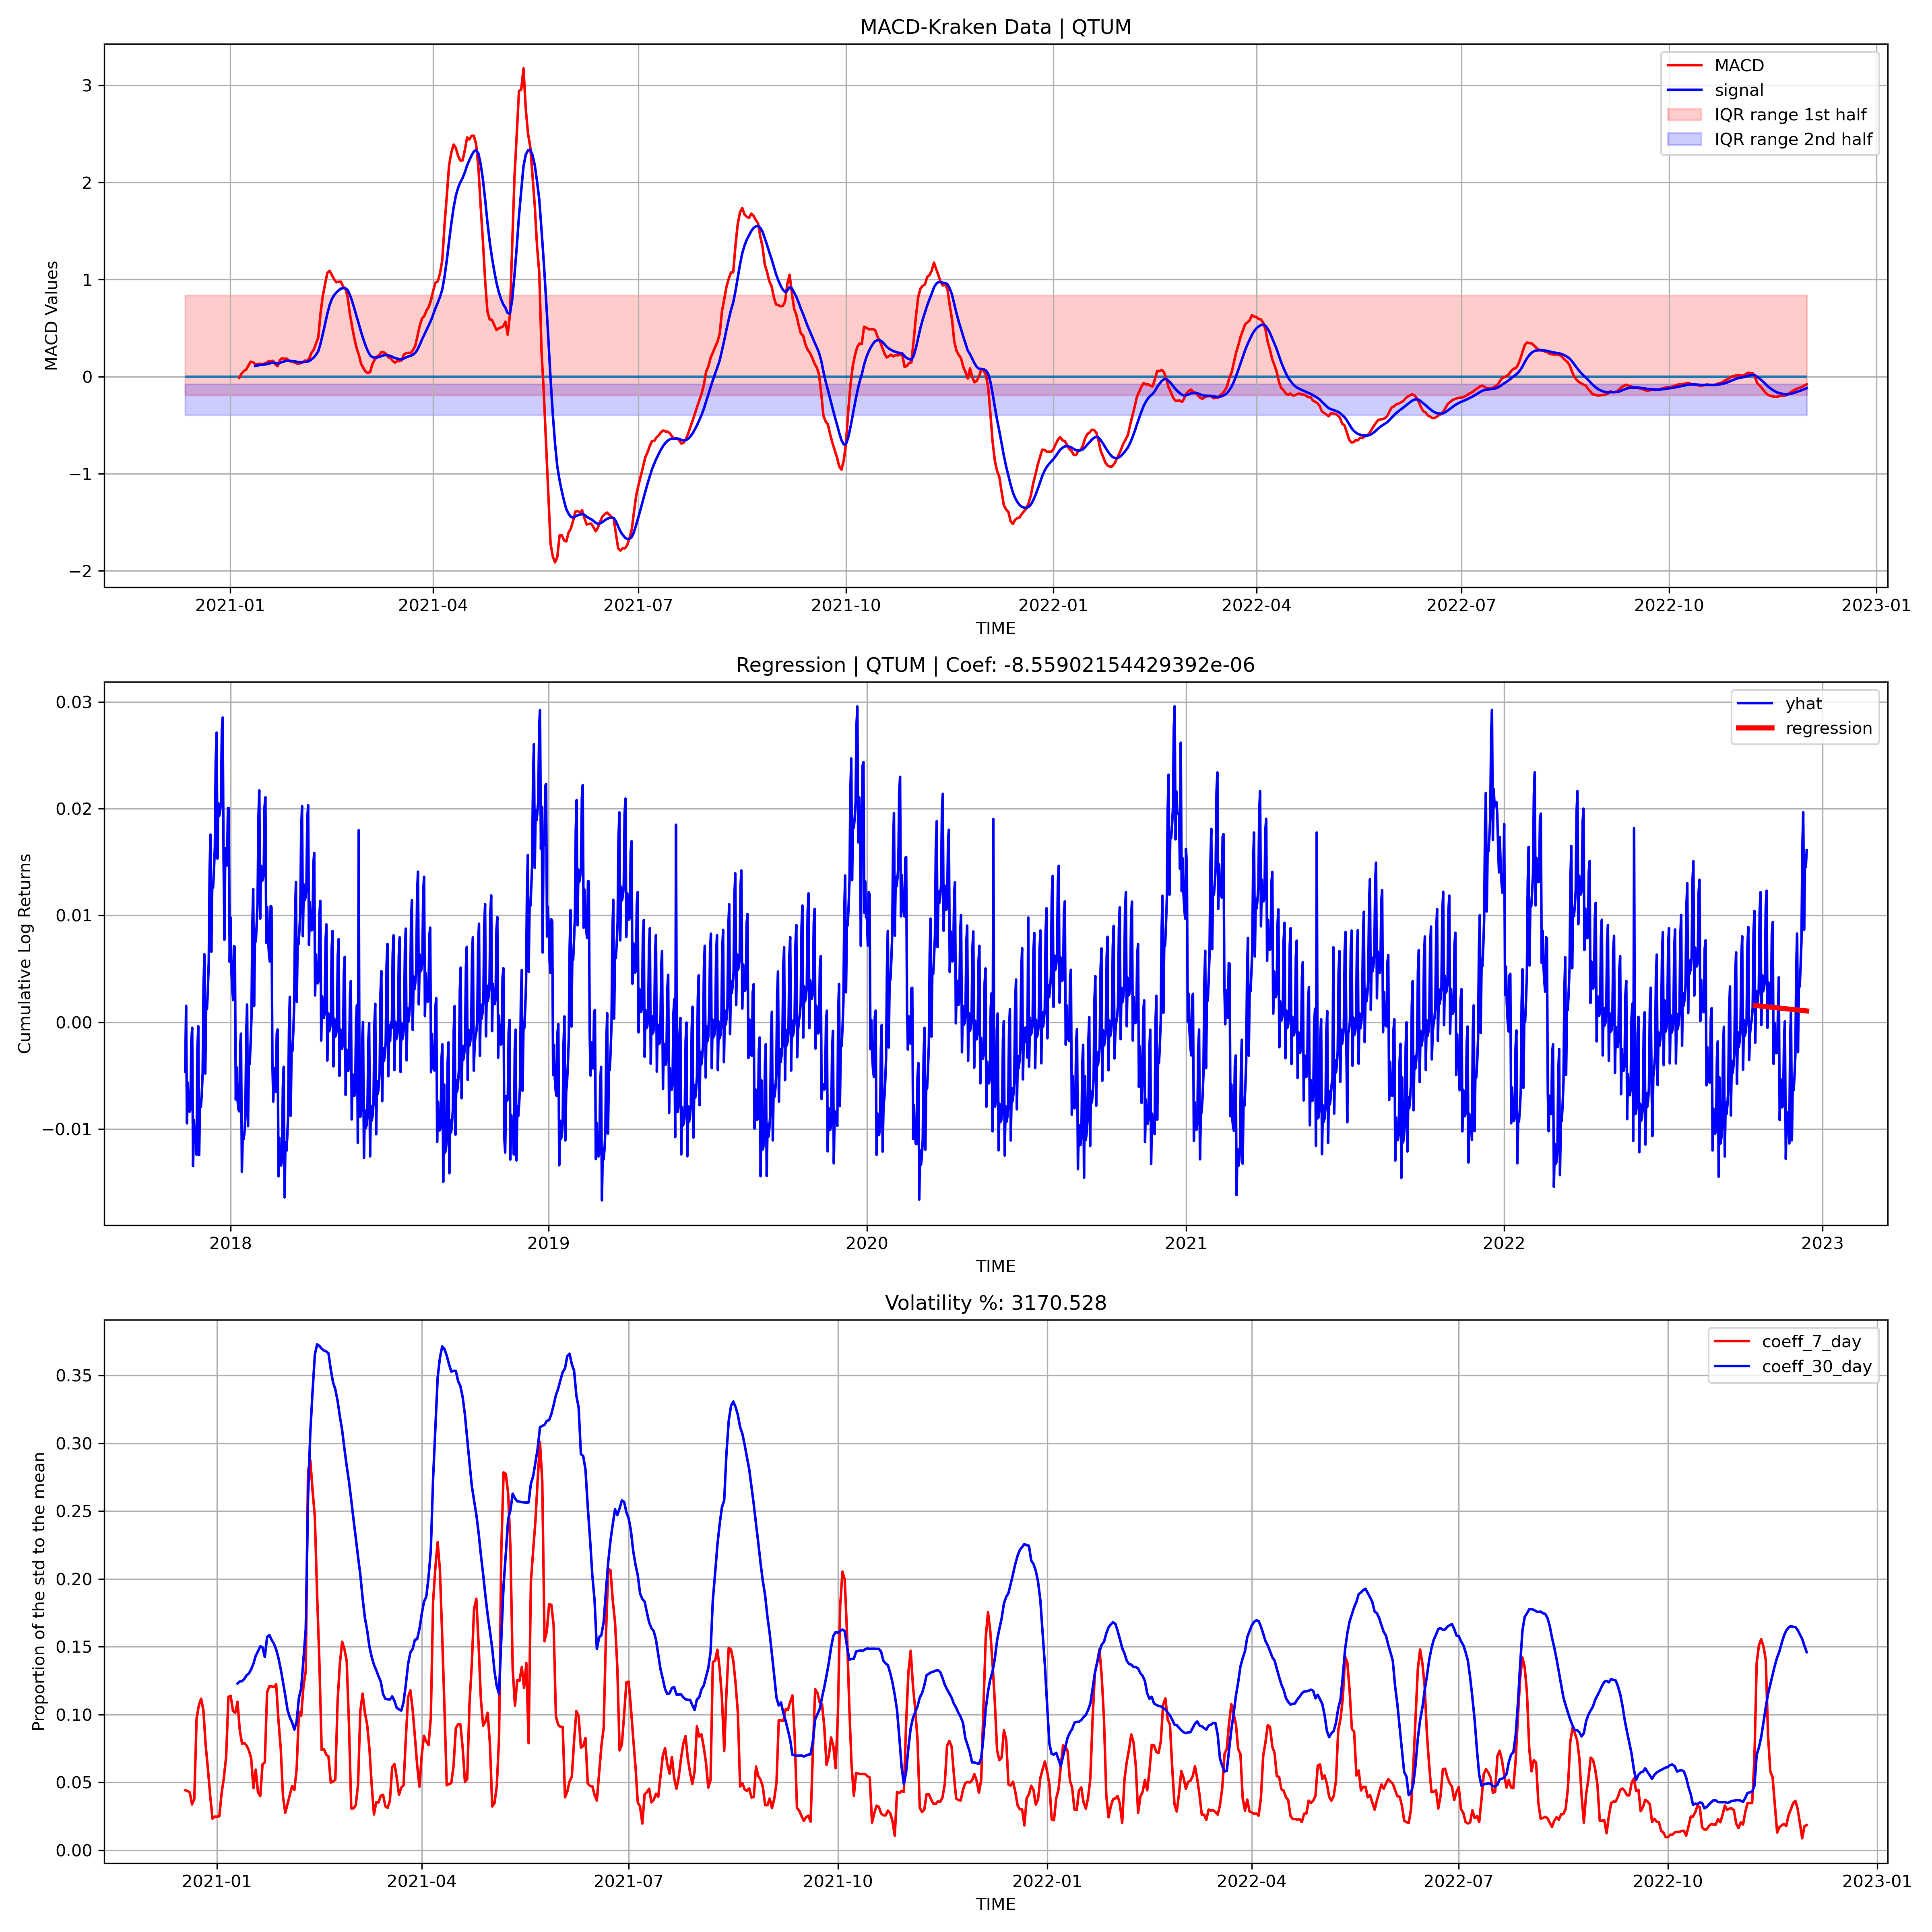 MACD-Kraken Data | QTUM
MACD Values
3
2
1
0
−1
−2
MACD
signal
IQR range 1st half
IQR range 2nd half
2021-01 2021-04 2021-07 2021-10 2022-01 2022-04 2022-07 2022-10 2023-01
TIME
Regression | QTUM | Coef: -8.55902154429392e-06
Cumulative Log Returns
0.03
0.02
0.01
0.00
−0.01
yhat
regression
2018 2019 2020 2021 2022 2023
TIME
Volatility %: 3170.528
Proportion of the std to the mean
0.35
0.30
0.25
0.20
0.15
0.10
0.05
0.00
coeff_7_day
coeff_30_day
2021-01 2021-04 2021-07 2021-10 2022-01 2022-04 2022-07 2022-10 2023-01
TIME